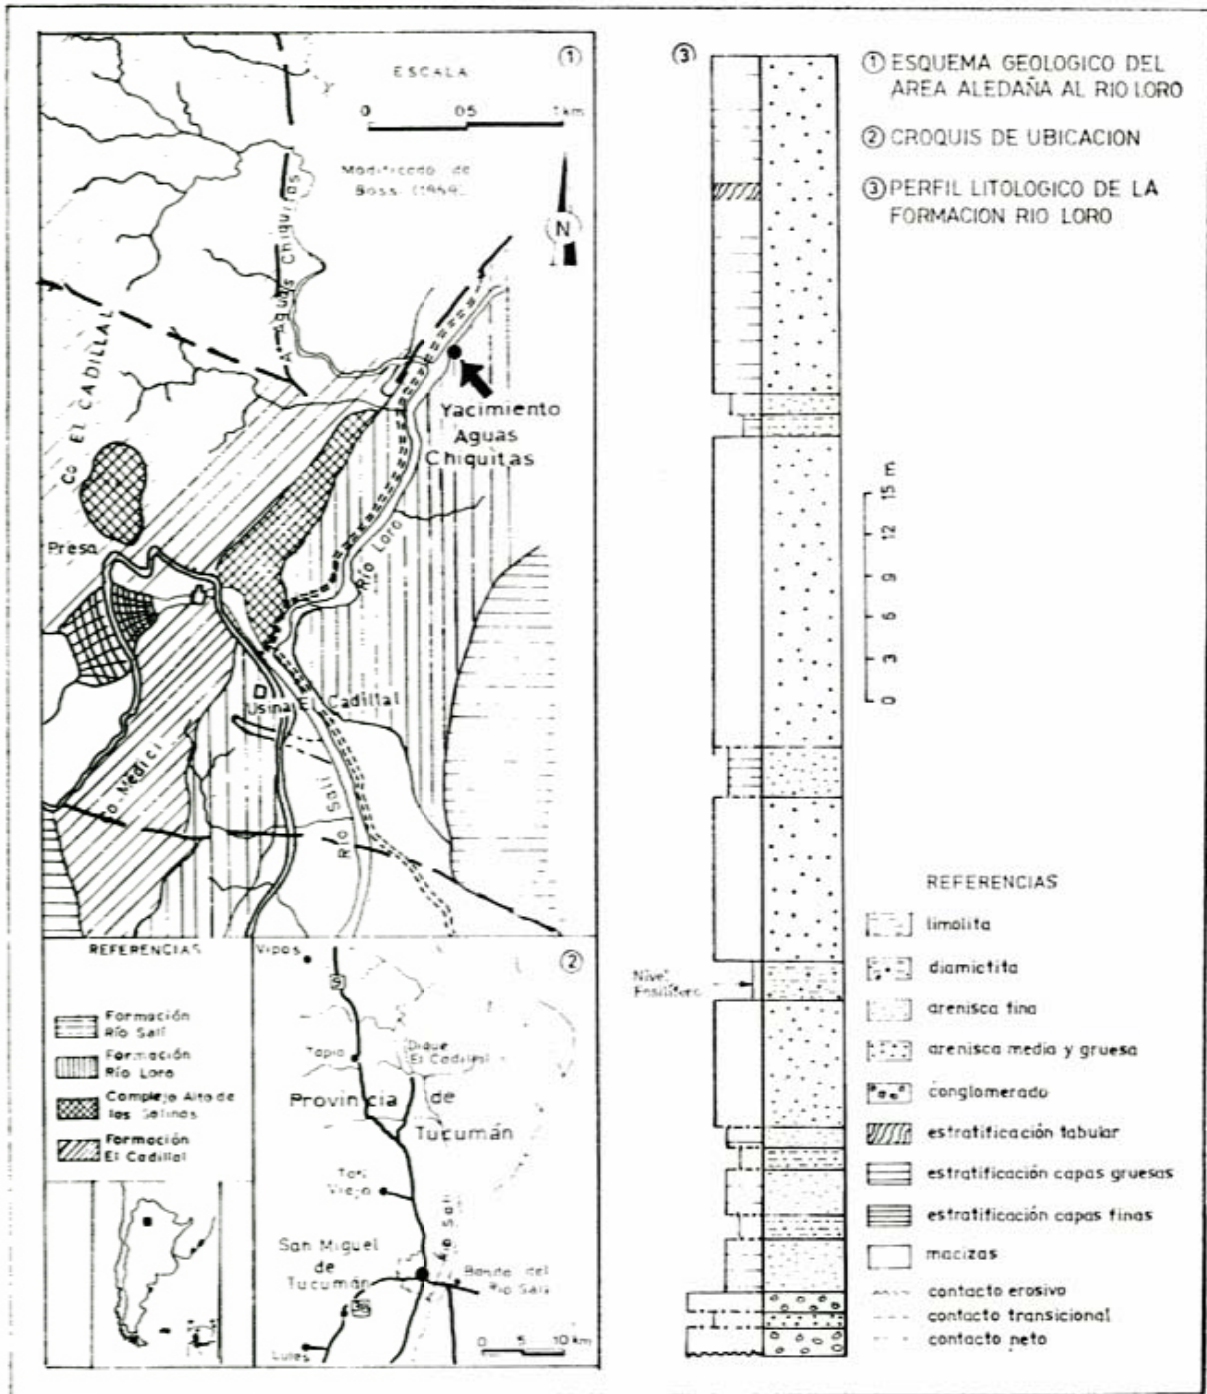 ①
ESCALA
0 05 1 km
Modificado de
Bossi (1969)
N
A° Aguas Chiquitas
Co EL CADILLAL
Yacimiento
Aguas
Chiquitas
Presa
Río Loro
Usina El Cadillal
Co Medici
RIO Sali
REFERENCIAS
Formación
Río Salí
Formación
Río Loro
Complejo Alto de
las Salinas
Formación
El Cadillal
②
Vipos
Tapia
Dique
El Cadillal
Provincia de
Tucumán
Tafí
Viejo
Río Salí
San Miguel
de
Tucumán
Banda del
Río Salí
Lules
0 5 10 km
③
Nivel
Fosilífero
15 m
12
9
6
3
0
① ESQUEMA GEOLOGICO DEL
AREA ALEDAÑA AL RIO LORO
② CROQUIS DE UBICACION
③ PERFIL LITOLOGICO DE LA
FORMACION RIO LORO
REFERENCIAS
limolita
diamictita
arenisca fina
arenisca media y gruesa
conglomerado
estratificación tabular
estratificación capas gruesas
estratificación capas finas
macizas
contacto erosivo
contacto transicional
contacto neto